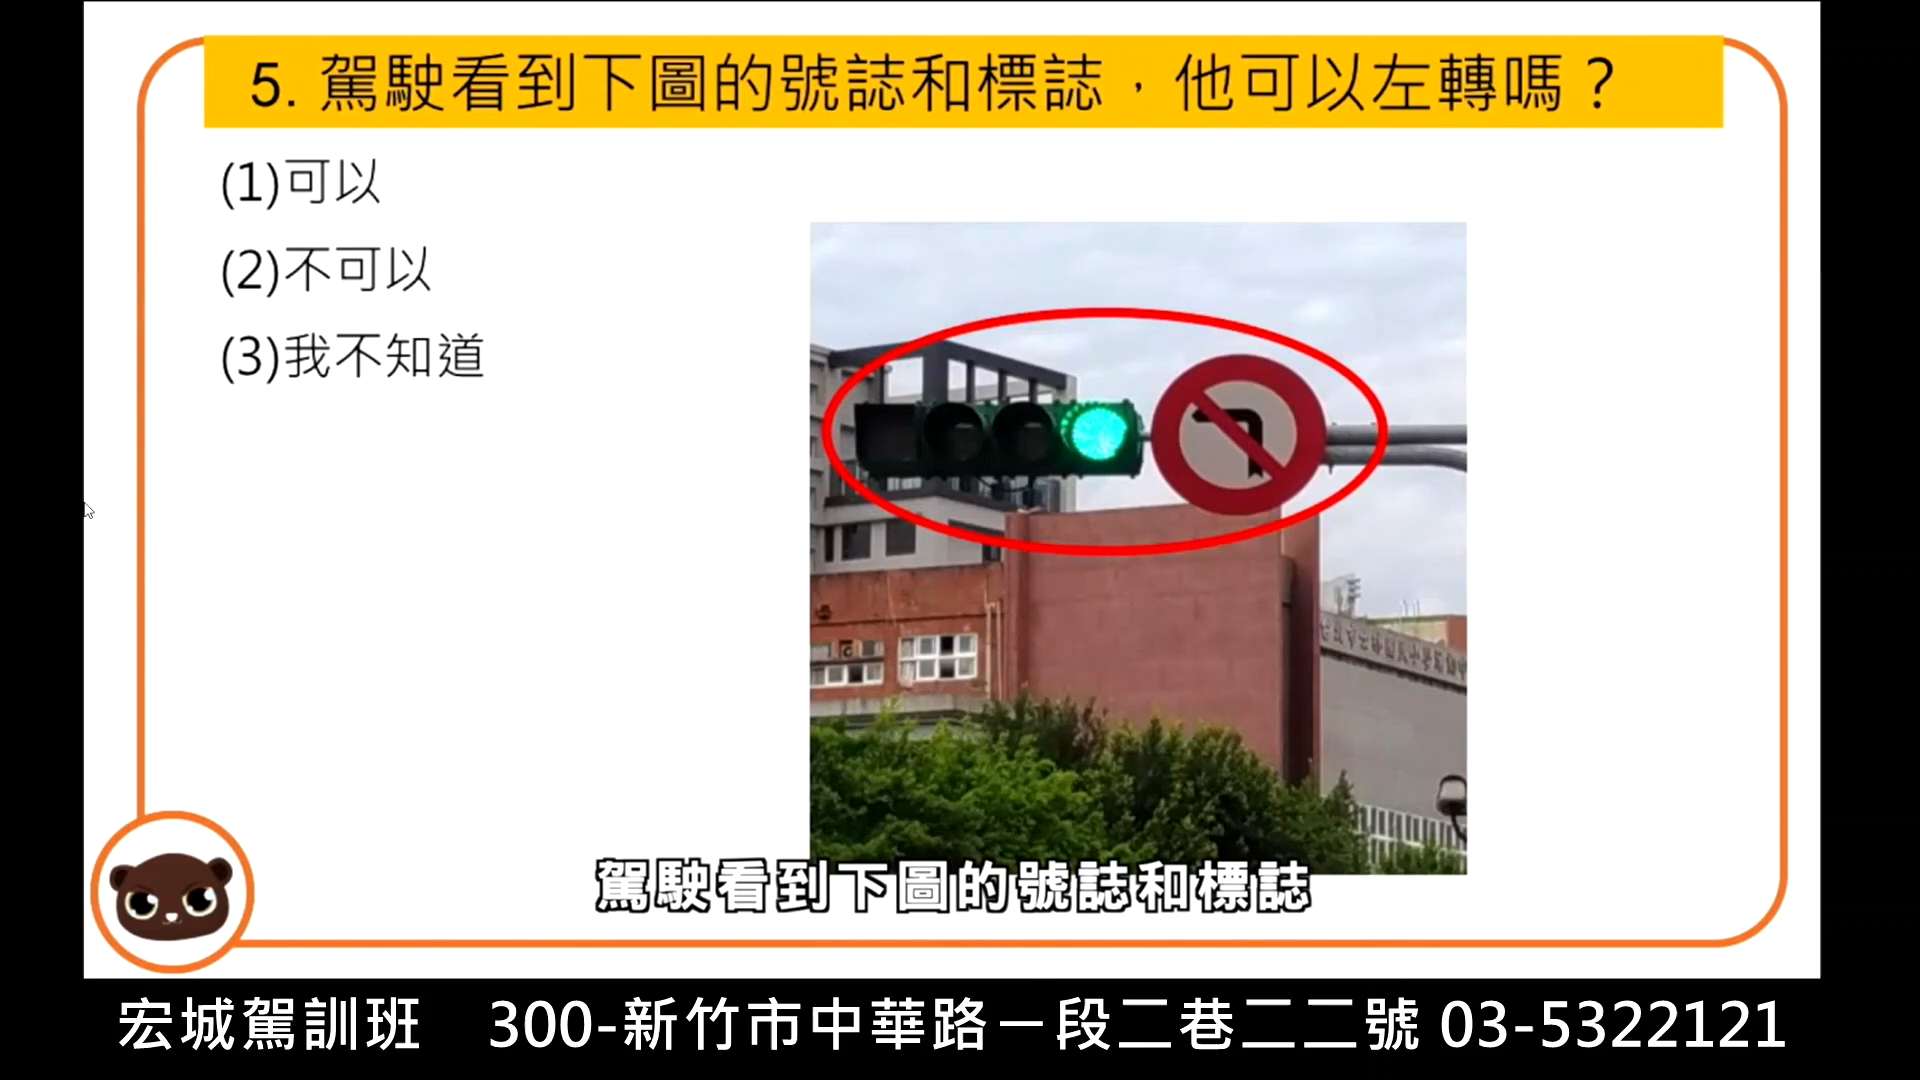 5. 駕駛看到下圖的號誌和標誌，他可以左轉嗎？
(1)可以
(2)不可以
(3)我不知道
駕駛看到下圖的號誌和標誌
宏城駕訓班 300-新竹市中華路一段二巷二二號 03-5322121